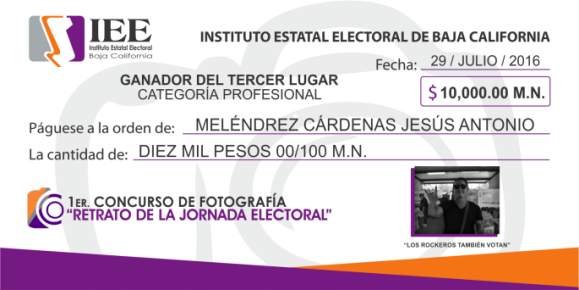 IEE
Instituto Estatal Electoral
Baja California
INSTITUTO ESTATAL ELECTORAL DE BAJA CALIFORNIA
Fecha: 29 / JULIO / 2016
GANADOR DEL TERCER LUGAR
CATEGORÍA PROFESIONAL
$ 10,000.00 M.N.
Páguese a la orden de: MELÉNDREZ CÁRDENAS JESÚS ANTONIO
La cantidad de: DIEZ MIL PESOS 00/100 M.N.
1ER. CONCURSO DE FOTOGRAFÍA
"RETRATO DE LA JORNADA ELECTORAL"
"LOS ROCKEROS TAMBIÉN VOTAN"